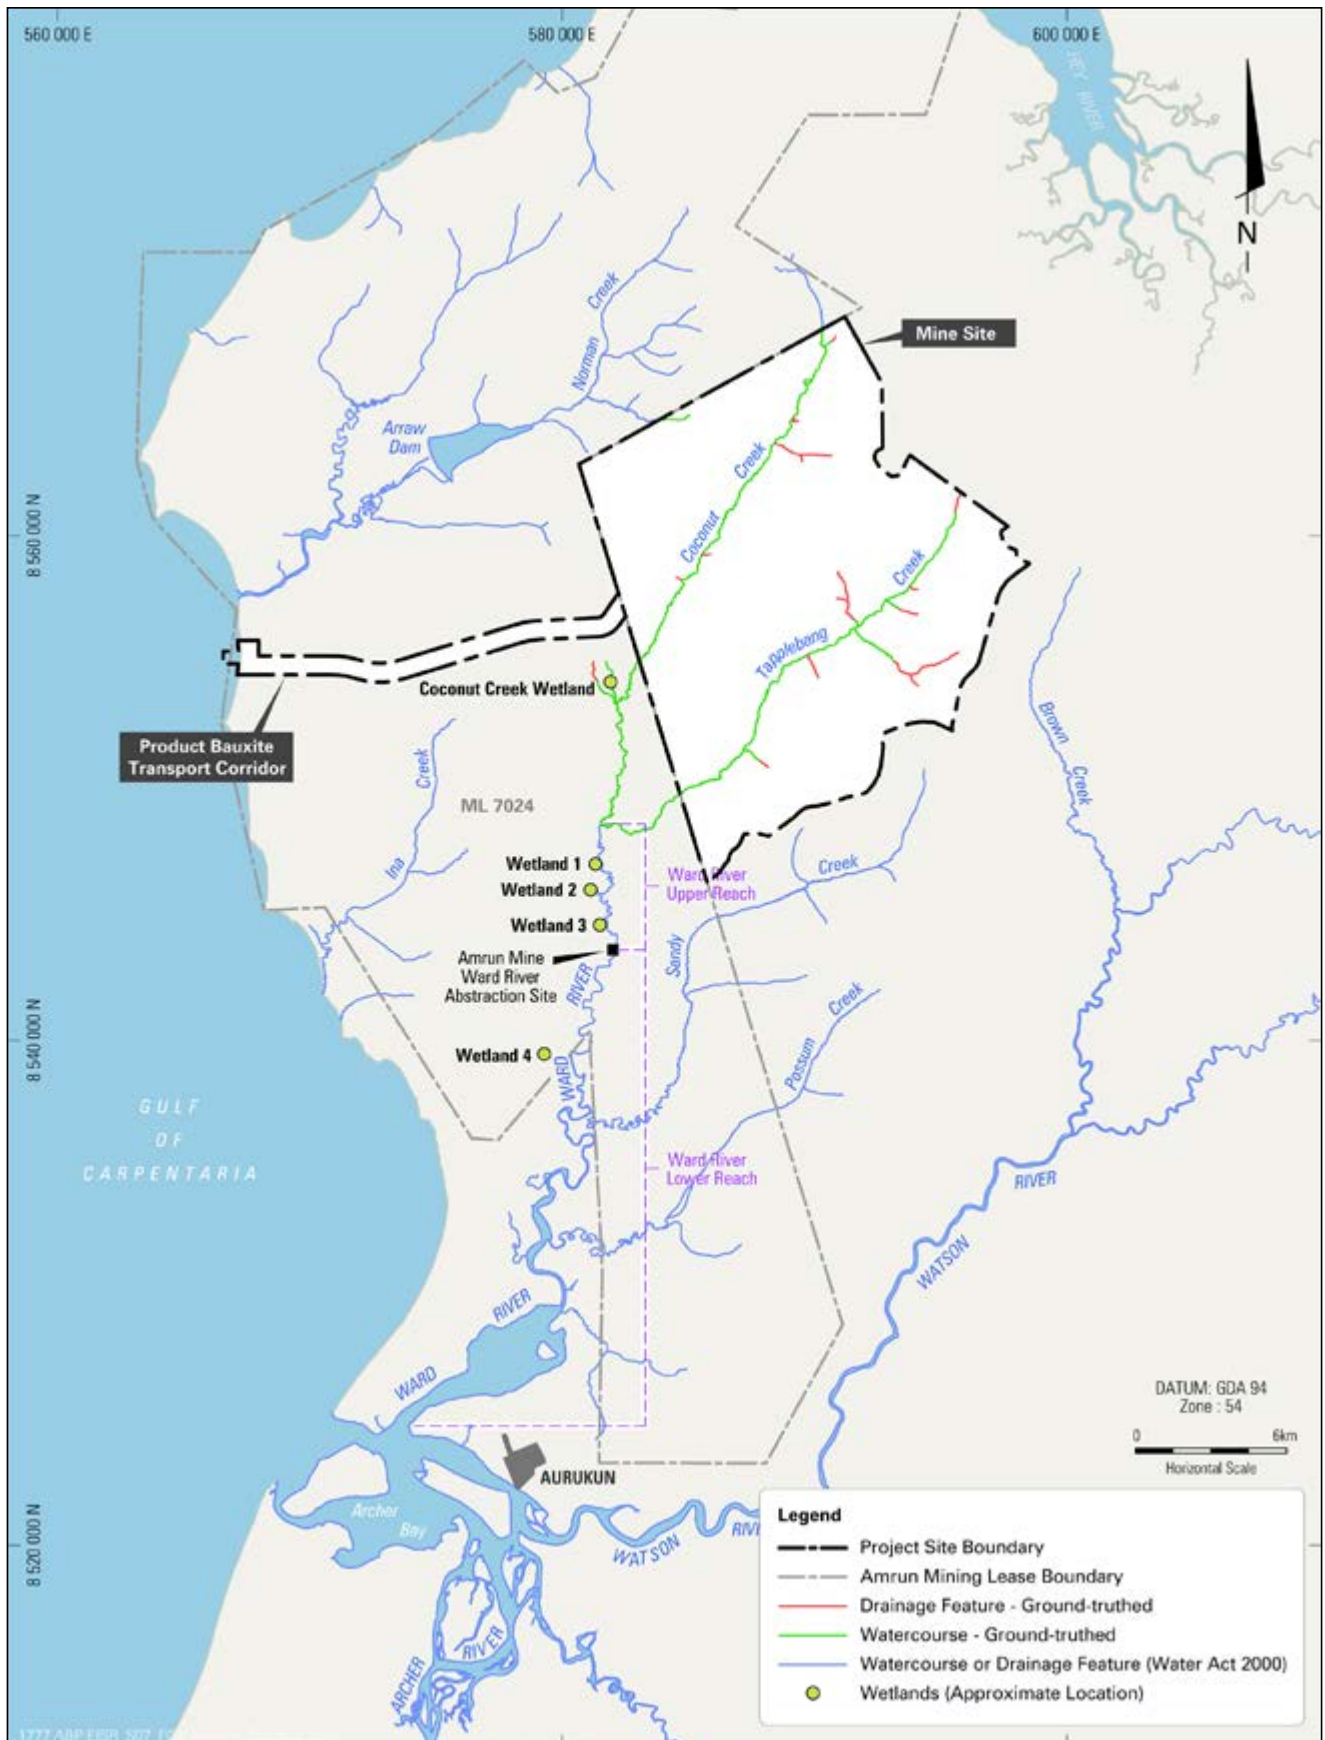 560 000 E
580 000 E
600 000 E
HEY RIVER
N
Mine Site
Norman Creek
Arraw
Dam
Coconut Creek
8 560 000 N
Tapplebang Creek
Coconut Creek Wetland
Brown Creek
Product Bauxite
Transport Corridor
Ina Creek
ML 7024
Wetland 1
Ward River
Upper Reach
Wetland 2
Sandy Creek
Wetland 3
Amrun Mine
Ward River
Abstraction Site
WARD RIVER
Possum Creek
8 540 000 N
Wetland 4
GULF
OF
CARPENTARIA
Ward River
Lower Reach
WATSON RIVER
WARD RIVER
DATUM: GDA 94
Zone : 54
0
6km
Horizontal Scale
AURUKUN
Archer
Bay
8 520 000 N
WATSON
ARCHER RIVER
Legend
Project Site Boundary
Amrun Mining Lease Boundary
Drainage Feature - Ground-truthed
Watercourse - Ground-truthed
Watercourse or Drainage Feature (Water Act 2000)
Wetlands (Approximate Location)